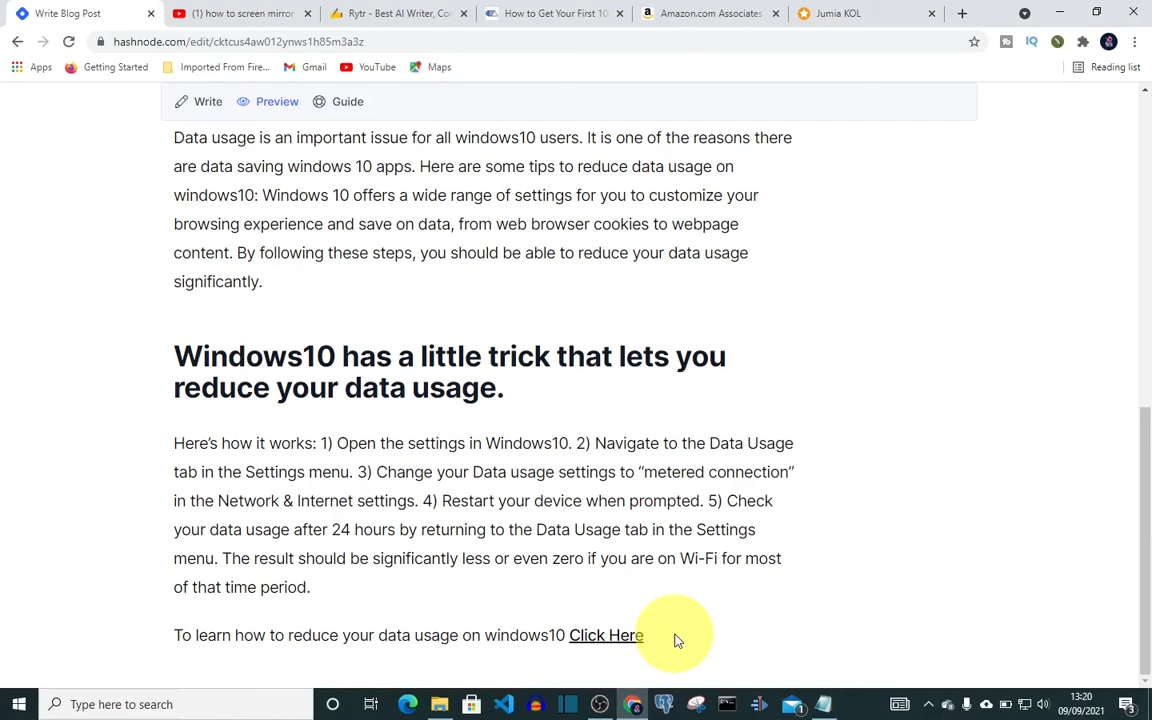 Write Blog Post
(1) how to screen mirror
Rytr - Best AI Writer, Con
How to Get Your First 10
Amazon.com Associates
Jumia KOL
hashnode.com/edit/cktcus4aw012ynws1h85m3a3z
Apps
Getting Started
Imported From Fire...
Gmail
YouTube
Maps
Reading list
Write
Preview
Guide
Data usage is an important issue for all windows10 users. It is one of the reasons there
are data saving windows 10 apps. Here are some tips to reduce data usage on
windows10: Windows 10 offers a wide range of settings for you to customize your
browsing experience and save on data, from web browser cookies to webpage
content. By following these steps, you should be able to reduce your data usage
significantly.
Windows10 has a little trick that lets you
reduce your data usage.
Here’s how it works: 1) Open the settings in Windows10. 2) Navigate to the Data Usage
tab in the Settings menu. 3) Change your Data usage settings to “metered connection”
in the Network & Internet settings. 4) Restart your device when prompted. 5) Check
your data usage after 24 hours by returning to the Data Usage tab in the Settings
menu. The result should be significantly less or even zero if you are on Wi-Fi for most
of that time period.
To learn how to reduce your data usage on windows10 Click Here
Type here to search
13:20
09/09/2021